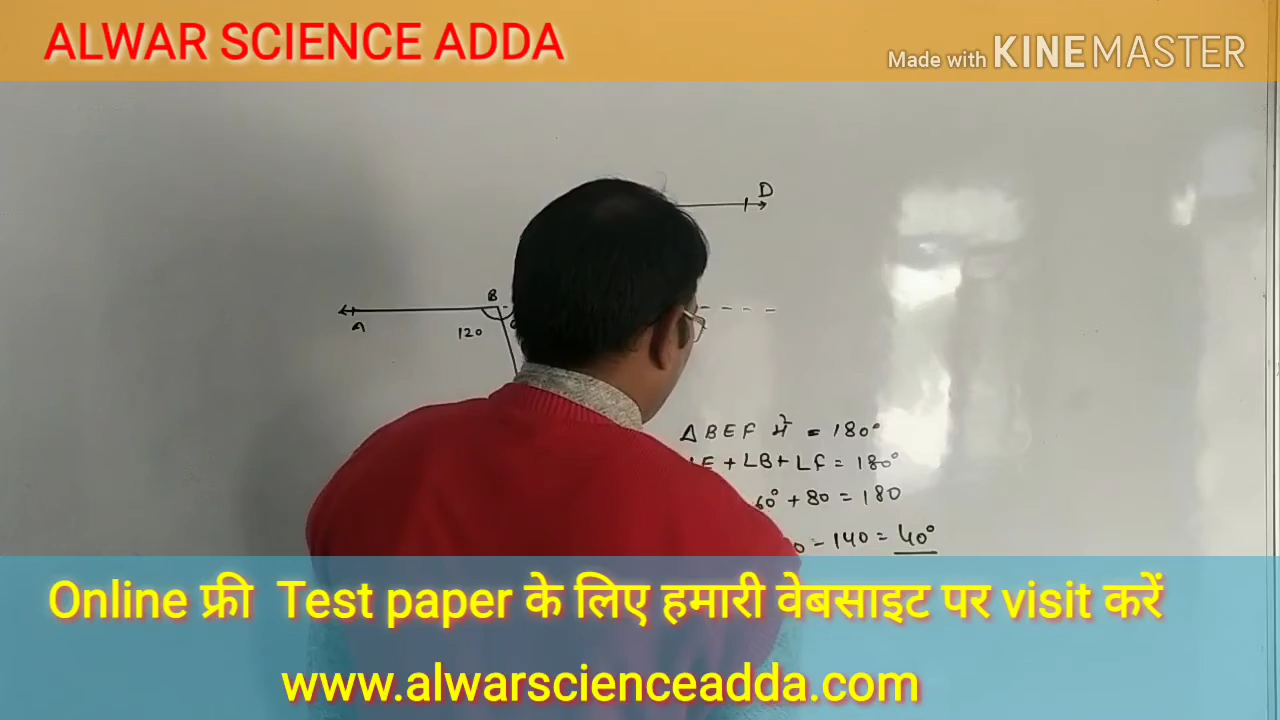 ALWAR SCIENCE ADDA
Made with KINEMASTER
D
B
A
120
Δ B E F में = 180°
+ LB + LF = 180°
60° + 80 = 180
- 140 = 40°
Online फ्री Test paper के लिए हमारी वेबसाइट पर visit करें
www.alwarscienceadda.com